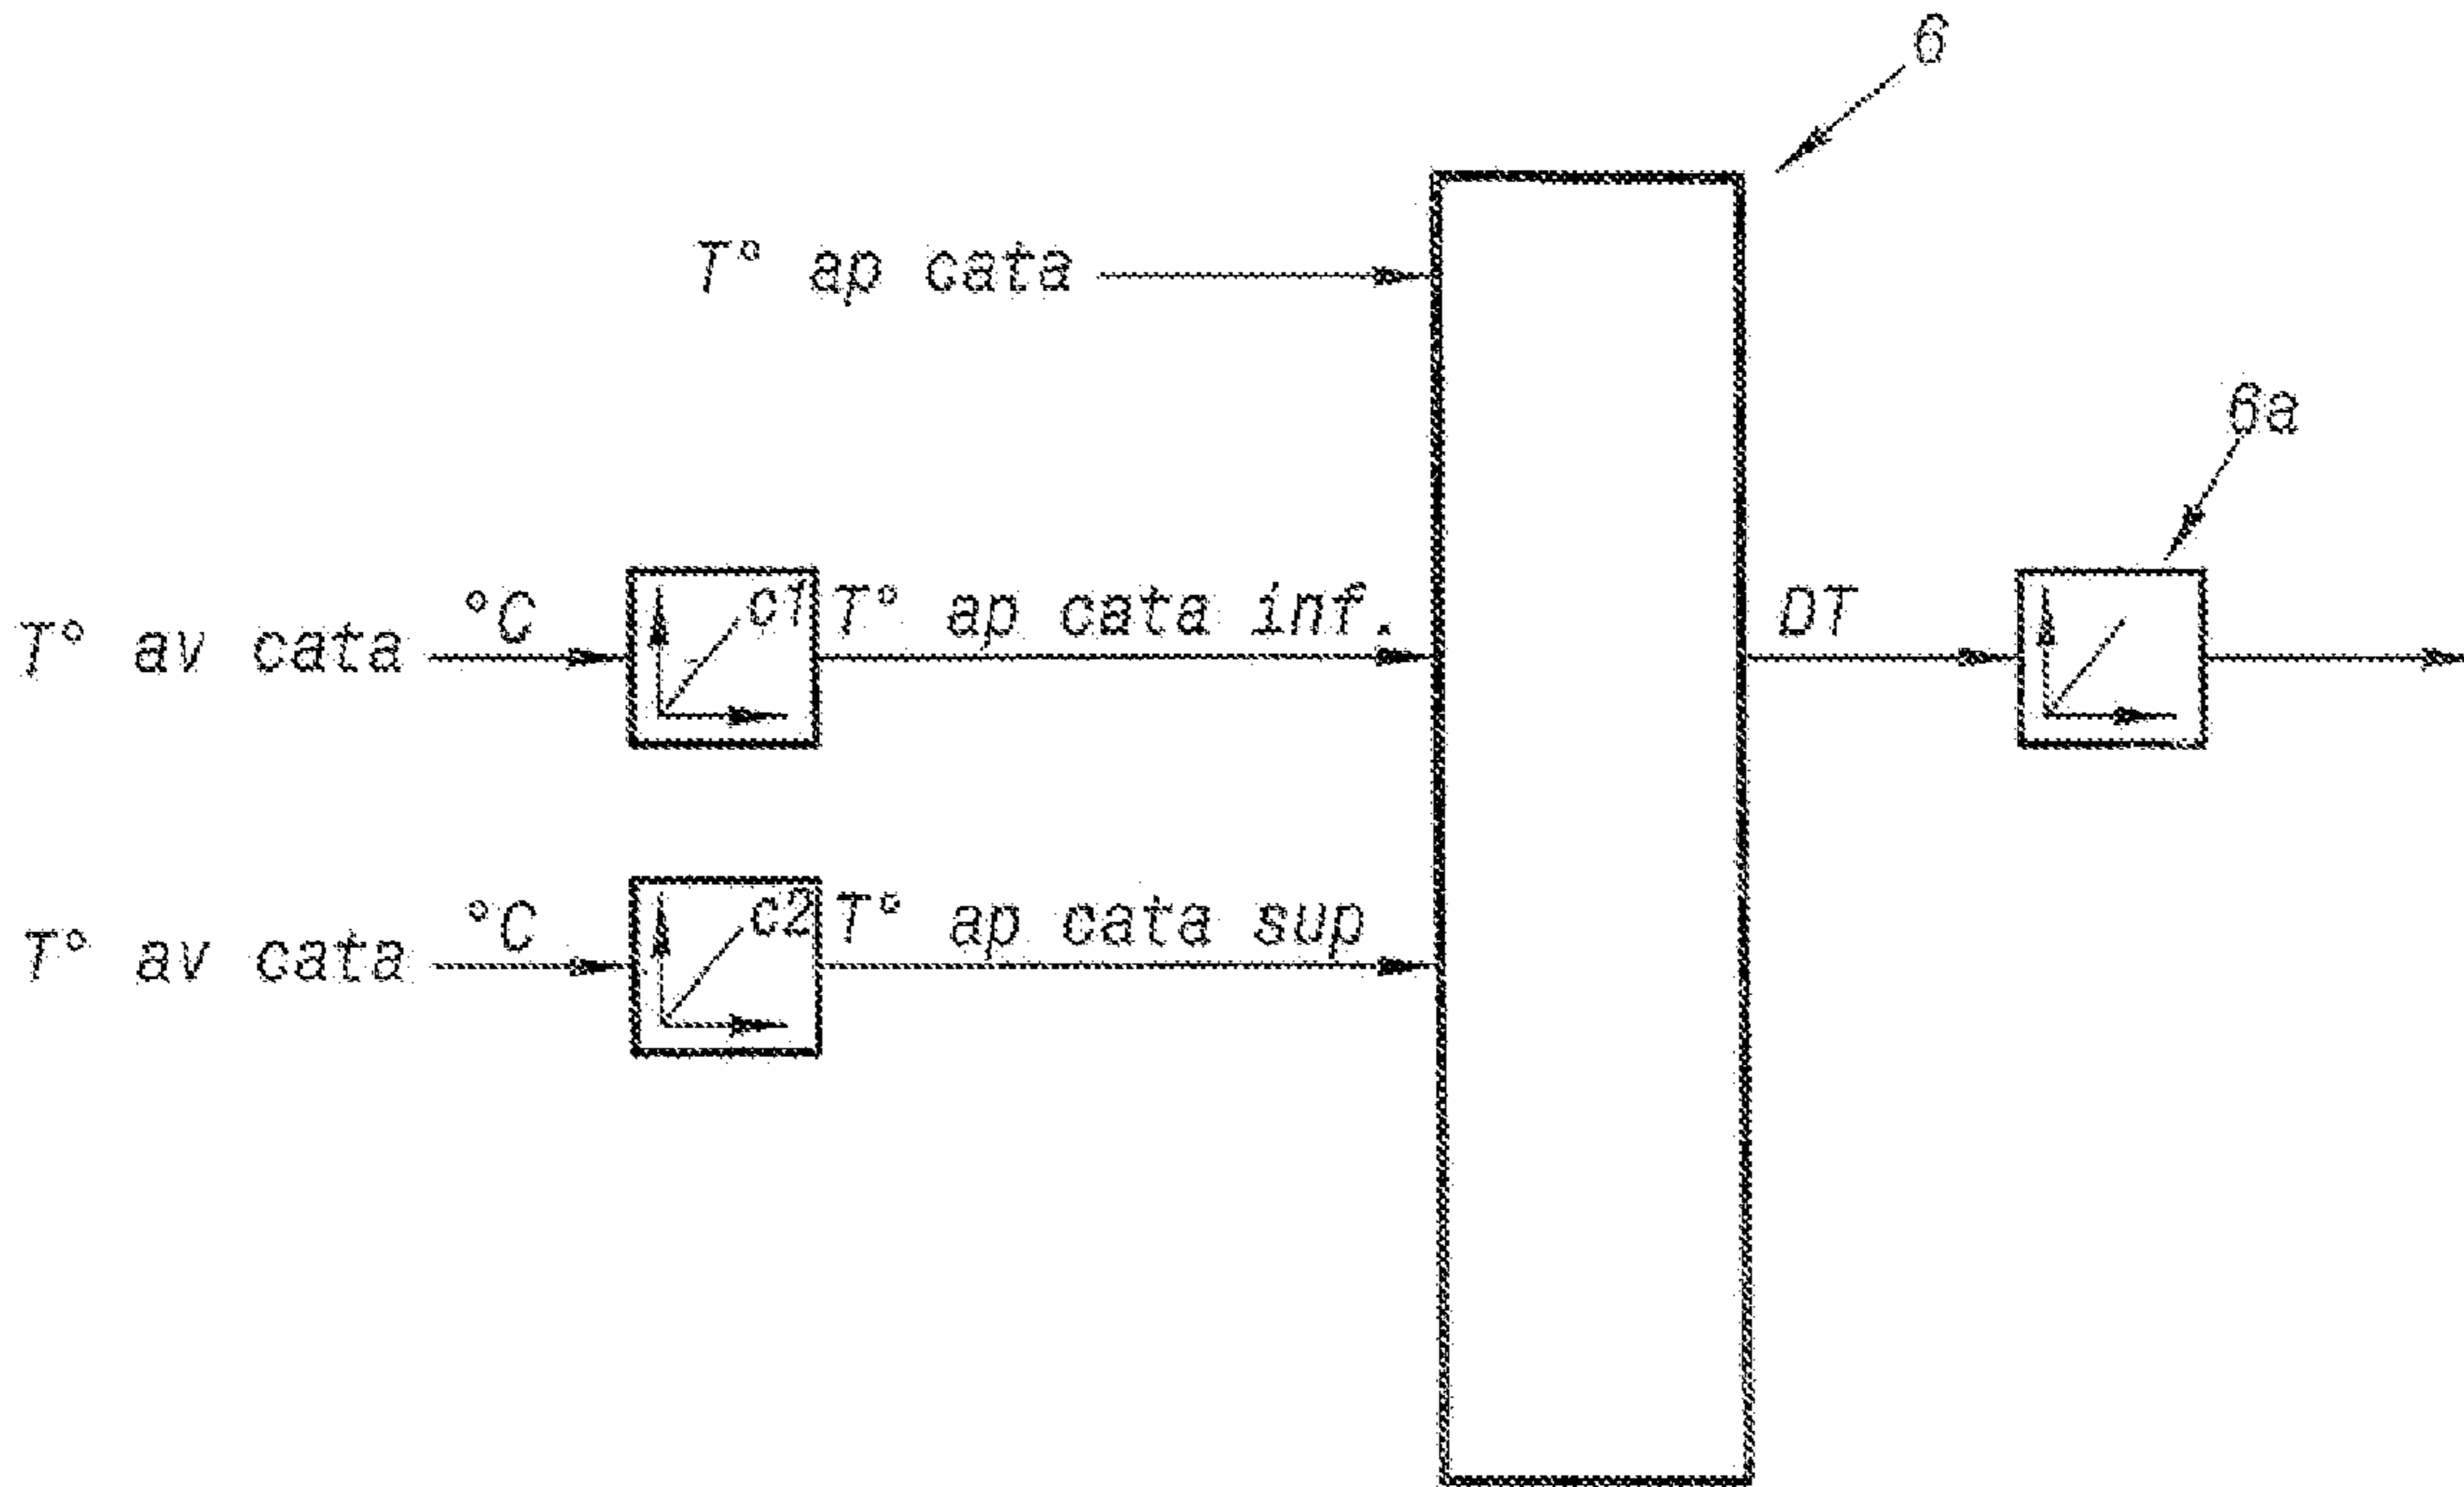 6
T° ap cata
6a
T° av cata °C c1 T° ap cata inf. DT
T° av cata °C c2 T° ap cata sup